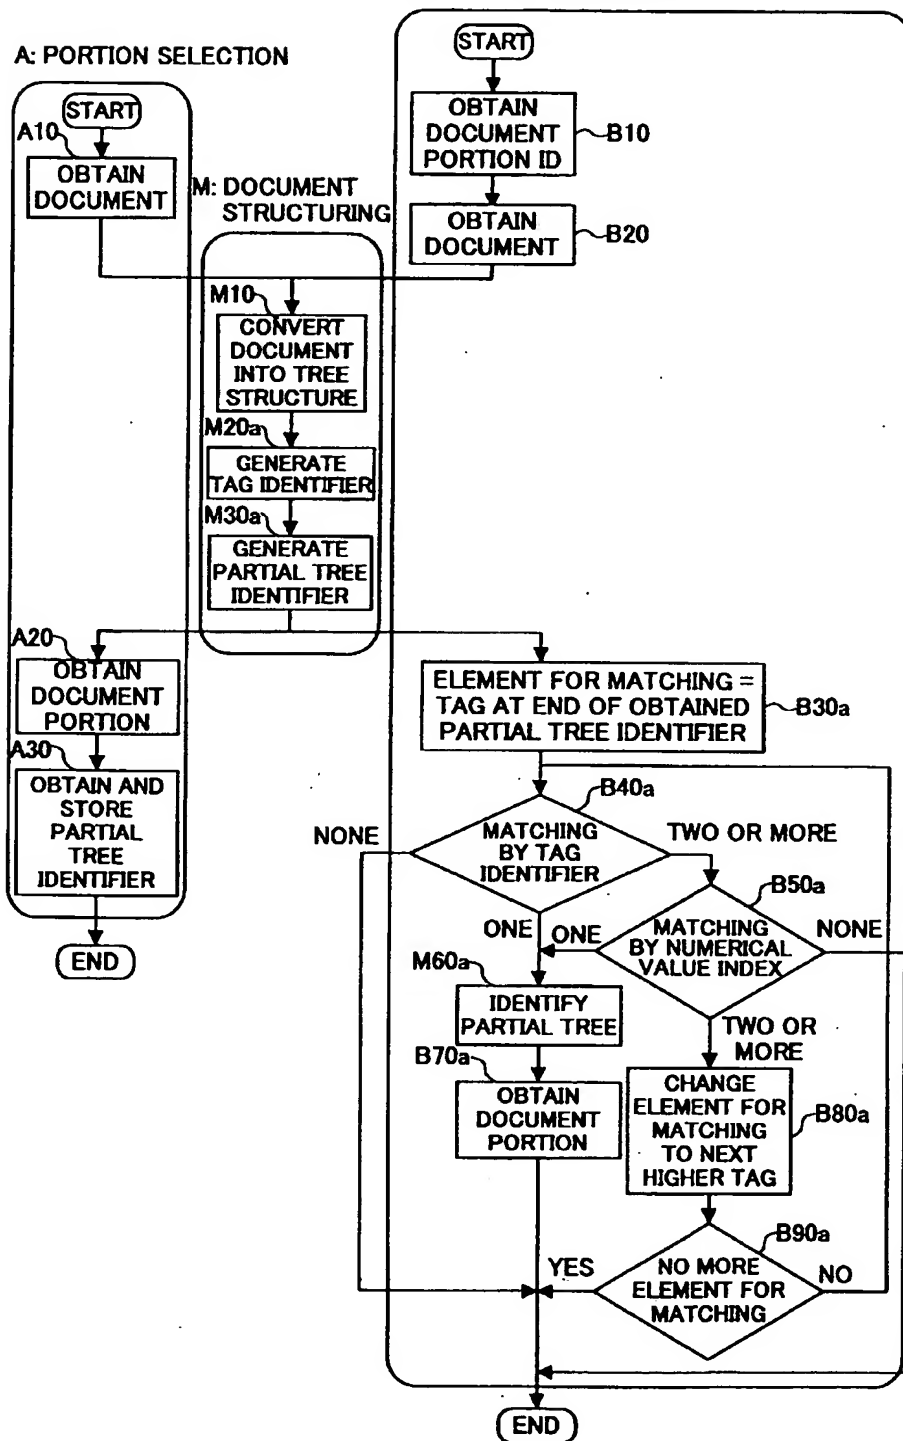 A: PORTION SELECTION
START
A10
OBTAIN
DOCUMENT
M: DOCUMENT
STRUCTURING
START
OBTAIN
DOCUMENT
PORTION ID
B10
OBTAIN
DOCUMENT
B20
M10
CONVERT
DOCUMENT
INTO TREE
STRUCTURE
M20a
GENERATE
TAG IDENTIFIER
M30a
GENERATE
PARTIAL TREE
IDENTIFIER
A20
OBTAIN
DOCUMENT
PORTION
A30
OBTAIN AND
STORE
PARTIAL
TREE
IDENTIFIER
END
ELEMENT FOR MATCHING =
TAG AT END OF OBTAINED
PARTIAL TREE IDENTIFIER
B30a
B40a
NONE
MATCHING
BY TAG
IDENTIFIER
TWO OR MORE
B50a
ONE
ONE
MATCHING
BY NUMERICAL
VALUE INDEX
NONE
M60a
IDENTIFY
PARTIAL TREE
TWO OR
MORE
B70a
OBTAIN
DOCUMENT
PORTION
CHANGE
ELEMENT FOR
MATCHING
TO NEXT
HIGHER TAG
B80a
B90a
YES
NO MORE
ELEMENT FOR
MATCHING
NO
END